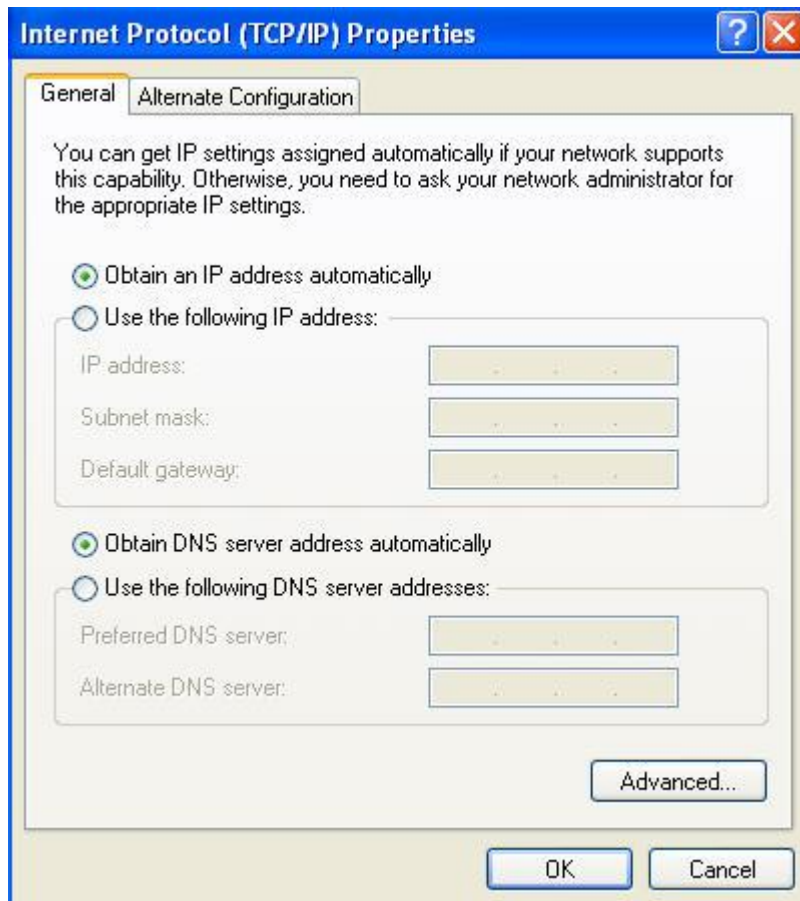 Internet Protocol (TCP/IP) Properties
General
Alternate Configuration
You can get IP settings assigned automatically if your network supports
this capability. Otherwise, you need to ask your network administrator for
the appropriate IP settings.
Obtain an IP address automatically
Use the following IP address:
IP address:
Subnet mask:
Default gateway:
Obtain DNS server address automatically
Use the following DNS server addresses:
Preferred DNS server:
Alternate DNS server:
Advanced...
OK
Cancel